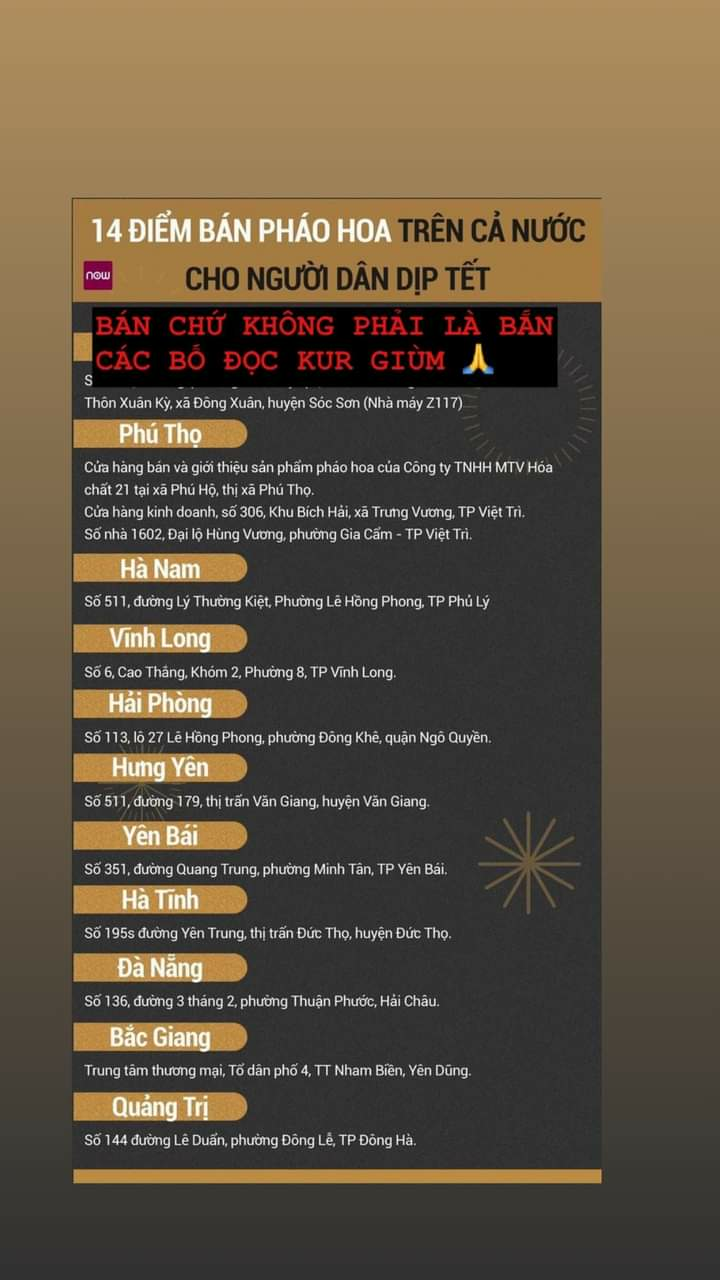 14 ĐIỂM BÁN PHÁO HOA TRÊN CẢ NƯỚC
now
CHO NGƯỜI DÂN DỊP TẾT
BÁN CHỨ KHÔNG PHẢI LÀ BẮN
CÁC BỐ ĐỌC KUR GIÙM 🙏
Thôn Xuân Kỳ, xã Đông Xuân, huyện Sóc Sơn (Nhà máy Z117)
Phú Thọ
Cửa hàng bán và giới thiệu sản phẩm pháo hoa của Công ty TNHH MTV Hóa
chất 21 tại xã Phú Hộ, thị xã Phú Thọ.
Cửa hàng kinh doanh, số 306, Khu Bích Hải, xã Trưng Vương, TP Việt Trì.
Số nhà 1602, Đại lộ Hùng Vương, phường Gia Cẩm - TP Việt Trì.
Hà Nam
Số 511, đường Lý Thường Kiệt, Phường Lê Hồng Phong, TP Phủ Lý
Vĩnh Long
Số 6, Cao Thắng, Khóm 2, Phường 8, TP Vĩnh Long.
Hải Phòng
Số 113, lô 27 Lê Hồng Phong, phường Đông Khê, quận Ngô Quyền.
Hưng Yên
Số 511, đường 179, thị trấn Văn Giang, huyện Văn Giang.
Yên Bái
Số 351, đường Quang Trung, phường Minh Tân, TP Yên Bái.
Hà Tĩnh
Số 195s đường Yên Trung, thị trấn Đức Thọ, huyện Đức Thọ.
Đà Nẵng
Số 136, đường 3 tháng 2, phường Thuận Phước, Hải Châu.
Bắc Giang
Trung tâm thương mại, Tổ dân phố 4, TT Nham Biền, Yên Dũng.
Quảng Trị
Số 144 đường Lê Duẩn, phường Đông Lễ, TP Đông Hà.